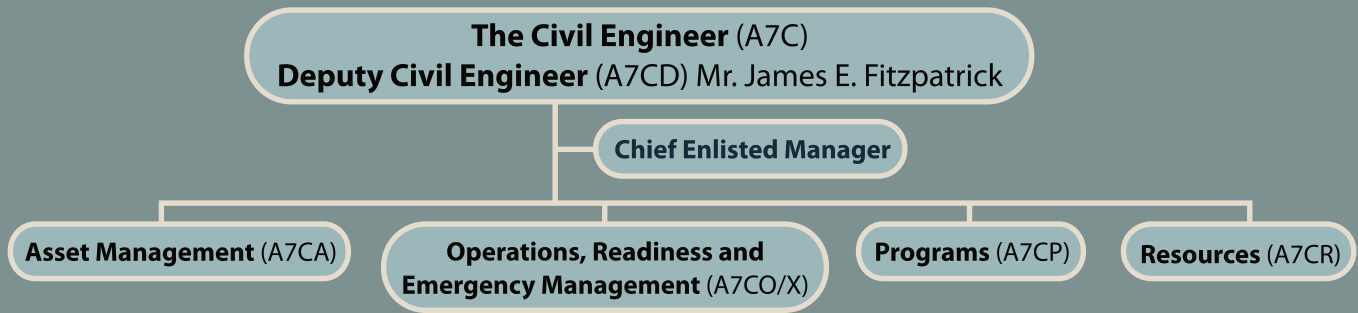 The Civil Engineer (A7C)
Deputy Civil Engineer (A7CD) Mr. James E. Fitzpatrick
Chief Enlisted Manager
Asset Management (A7CA)
Operations, Readiness and
Emergency Management (A7CO/X)
Programs (A7CP)
Resources (A7CR)